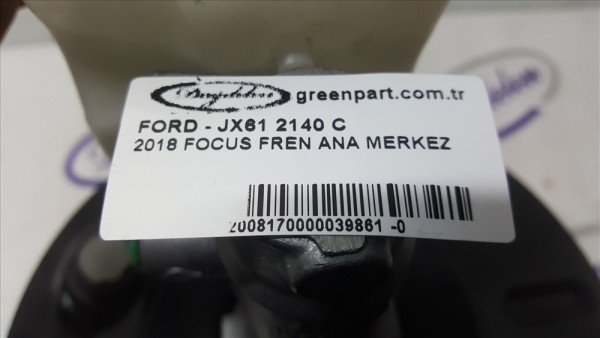 greenpart.com.tr
FORD - JX61 2140 C
2018 FOCUS FREN ANA MERKEZ
2008170000039861 -0